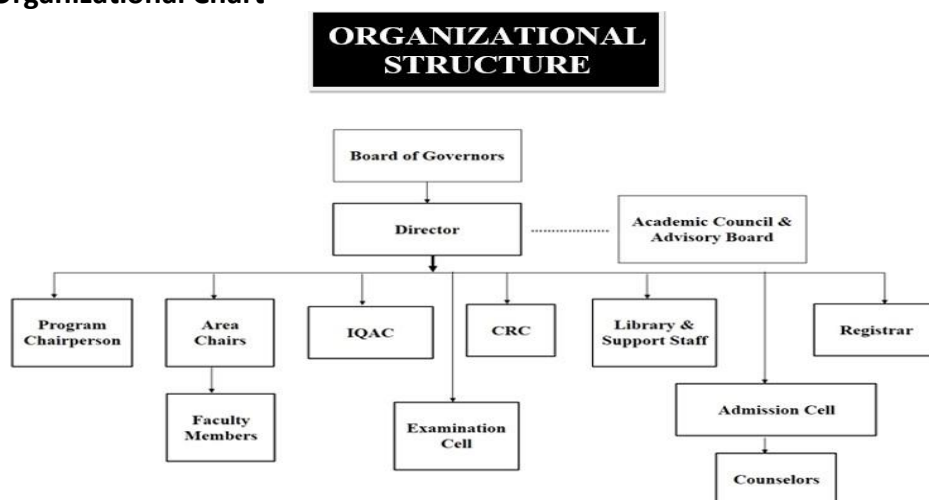 Organizational Chart
ORGANIZATIONAL
STRUCTURE
Board of Governors
Director
Academic Council &
Advisory Board
Program
Chairperson
Area
Chairs
IQAC
CRC
Library &
Support Staff
Registrar
Faculty
Members
Examination
Cell
Admission Cell
Counselors